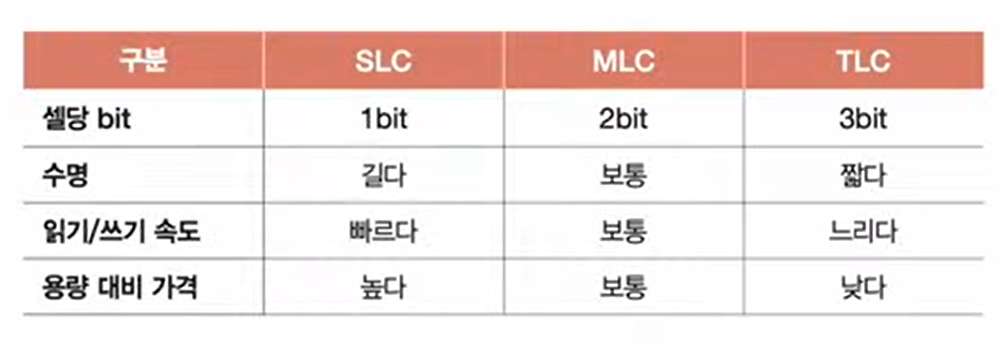 구분 SLC MLC TLC
셀당 bit 1bit 2bit 3bit
수명 길다 보통 짧다
읽기/쓰기 속도 빠르다 보통 느리다
용량 대비 가격 높다 보통 낮다